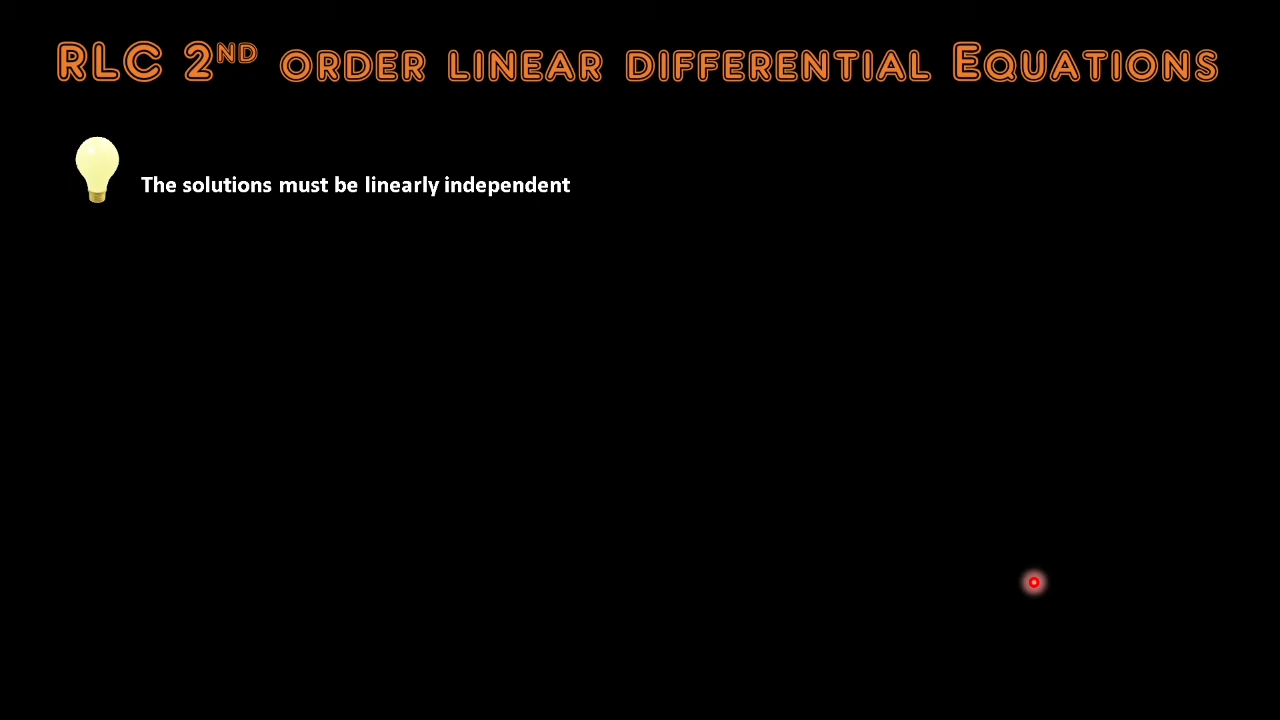 RLC 2ND ORDER LINEAR DIFFERENTIAL EQUATIONS
The solutions must be linearly independent